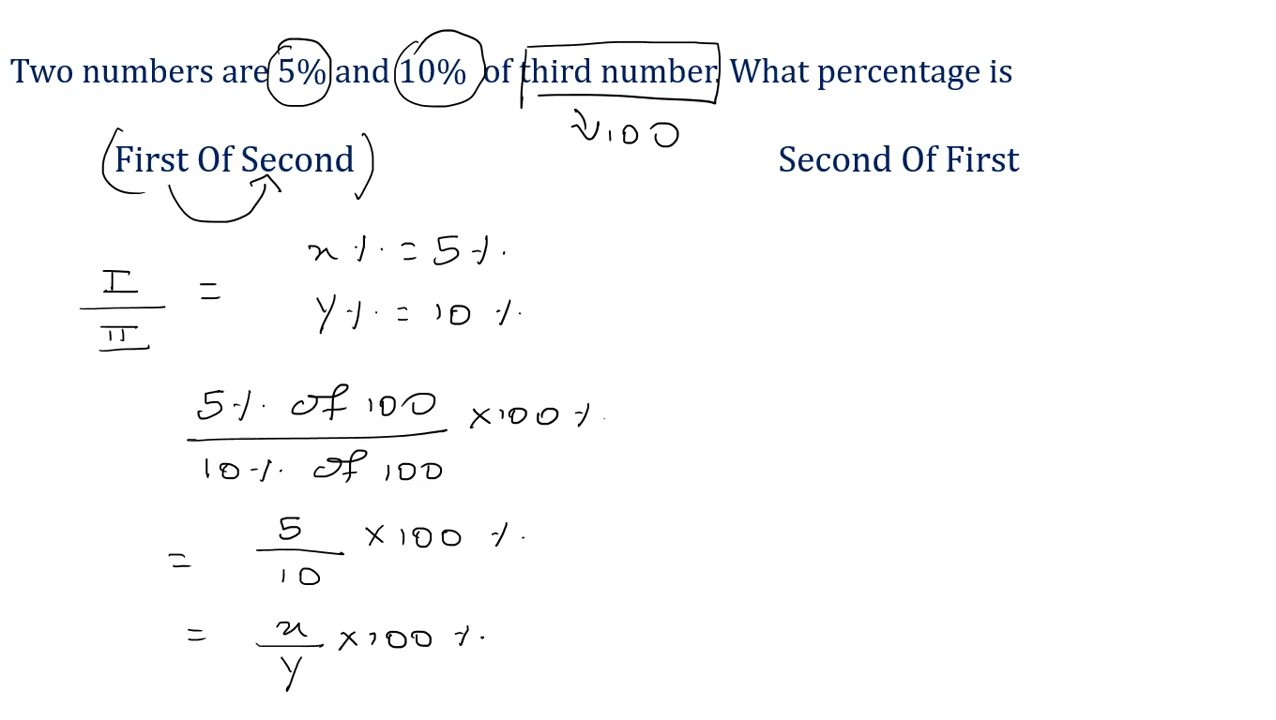 Two numbers are 5% and 10% of third number. What percentage is
100
First Of Second
Second Of First
x% = 5%
I/II =
y% = 10%
5% of 100 / 10% of 100 × 100%
= 5/10 × 100%
= x/y × 100%